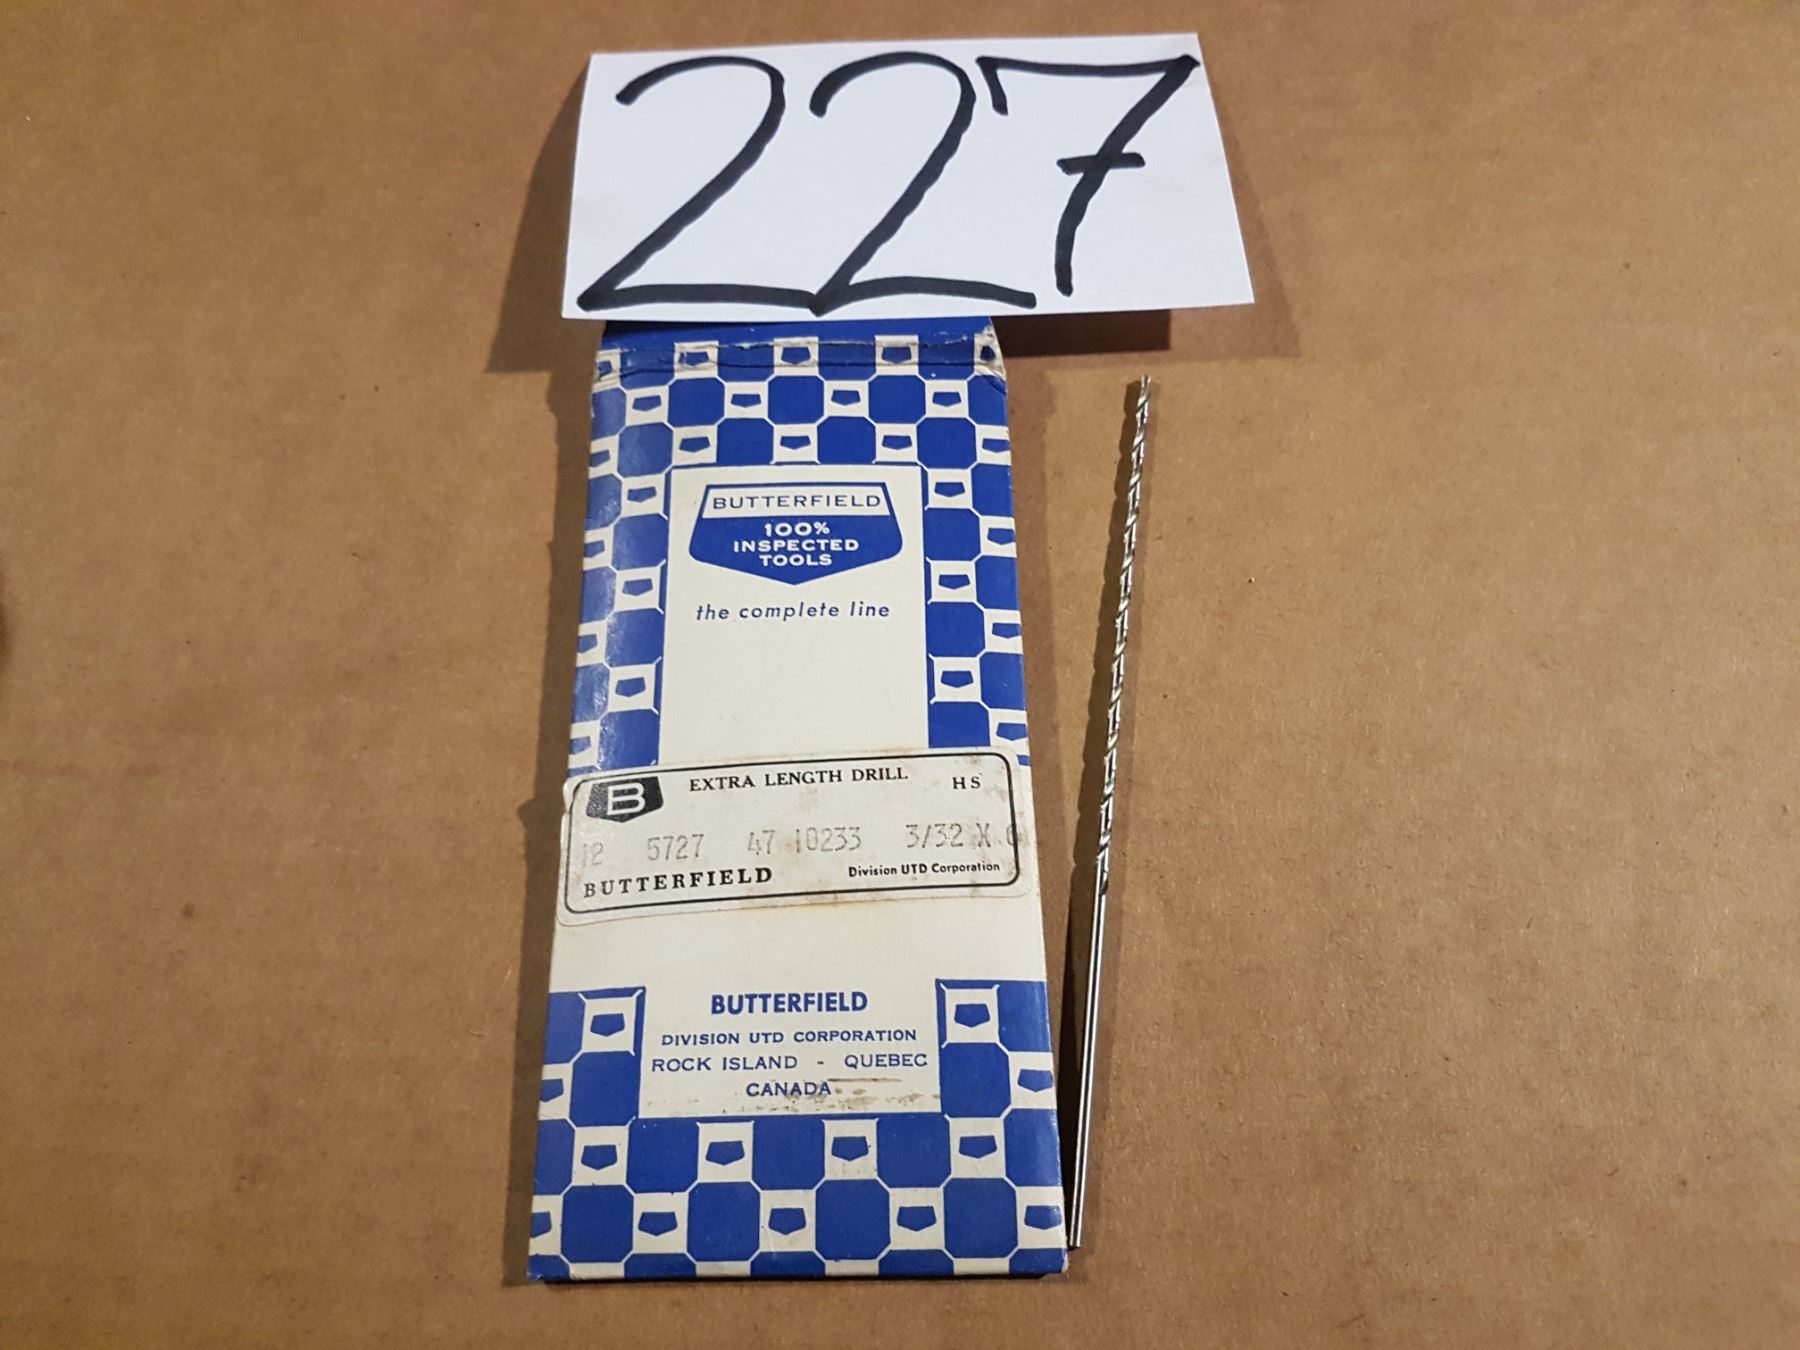 227
BUTTERFIELD
100%
INSPECTED
TOOLS
the complete line
B EXTRA LENGTH DRILL HS
12 5727 47 10233 3/32 X
BUTTERFIELD Division UTD Corporation
BUTTERFIELD
DIVISION UTD CORPORATION
ROCK ISLAND - QUEBEC
CANADA